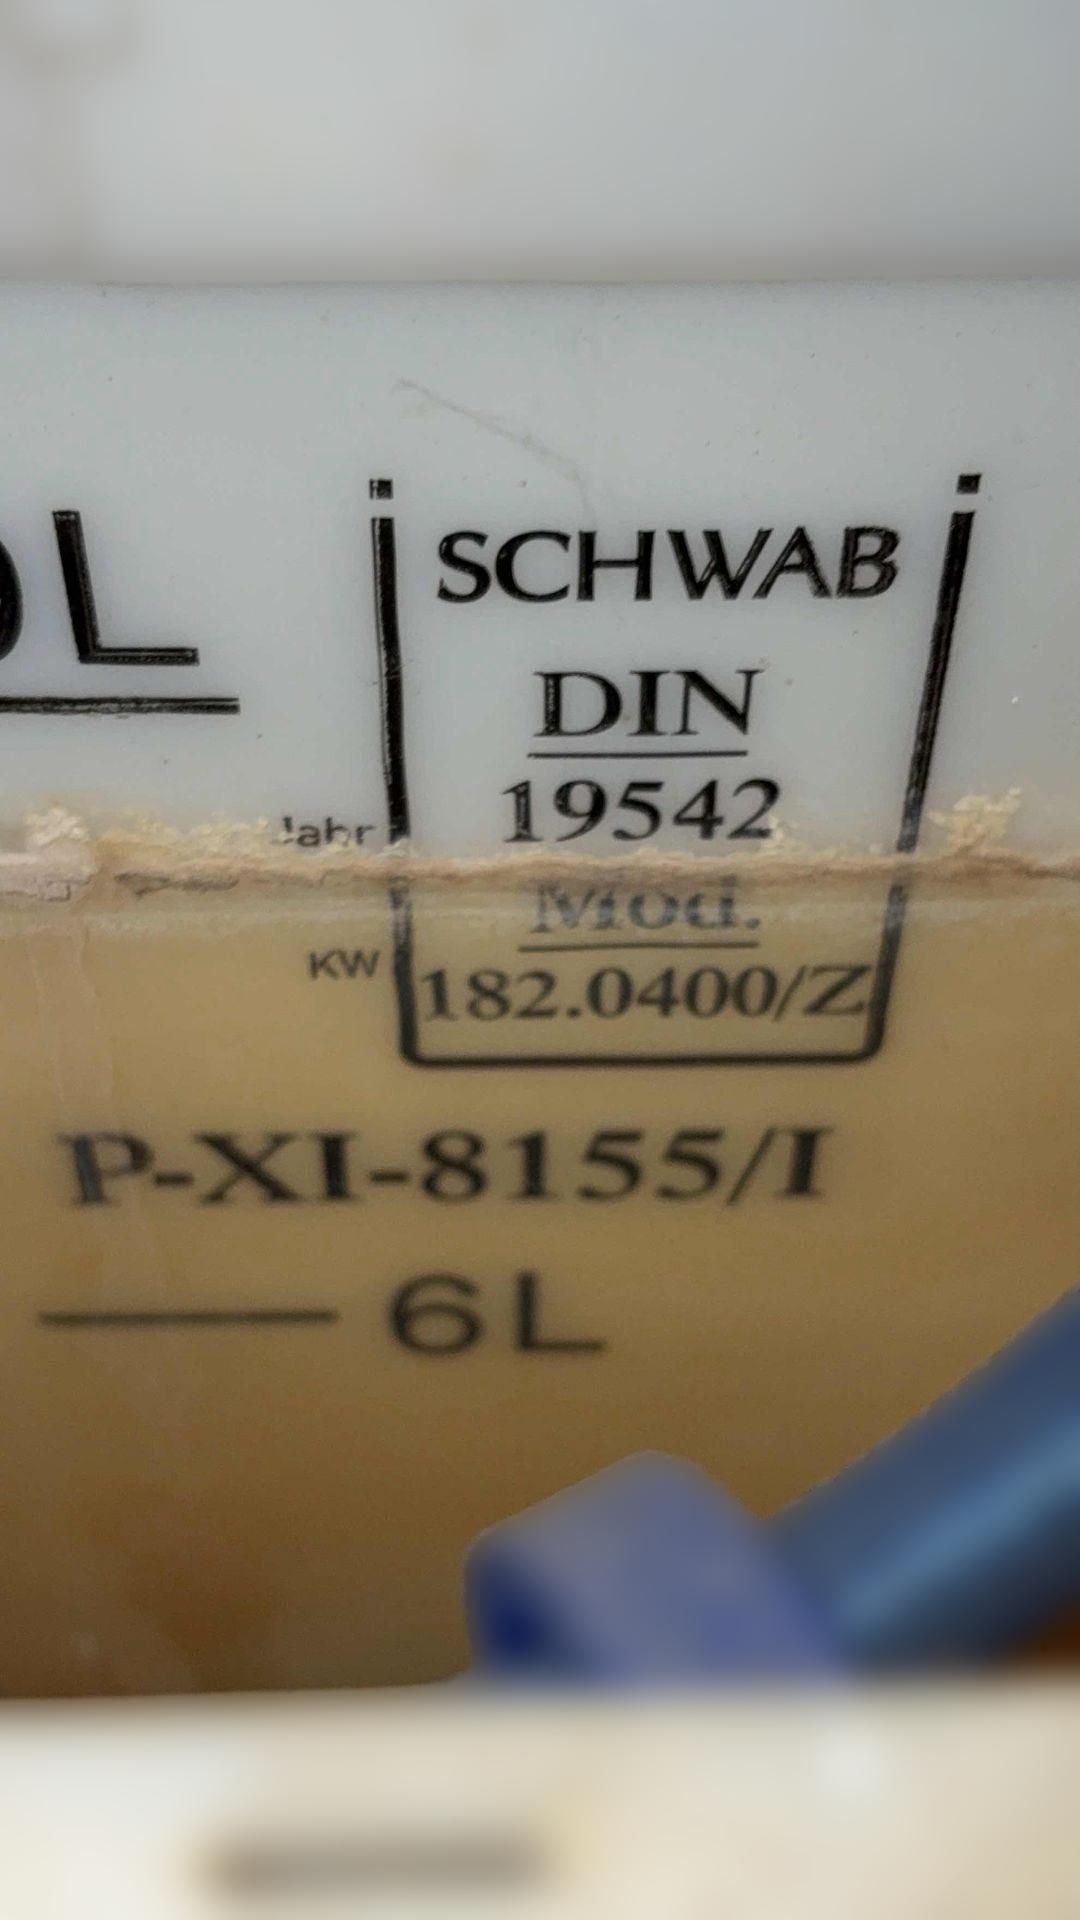 L
SCHWAB
DIN
19542
Jahr
Mod.
KW
182.0400/Z
P-XI-8155/I
6L